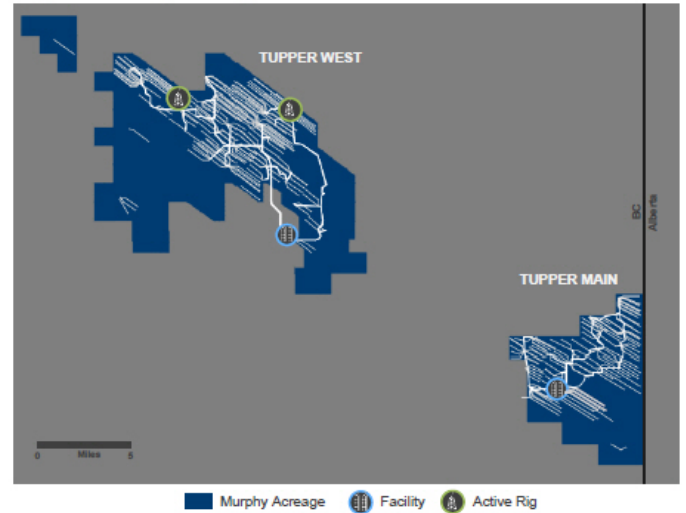 TUPPER WEST
BC
Alberta
TUPPER MAIN
0 Miles 5
Murphy Acreage Facility Active Rig